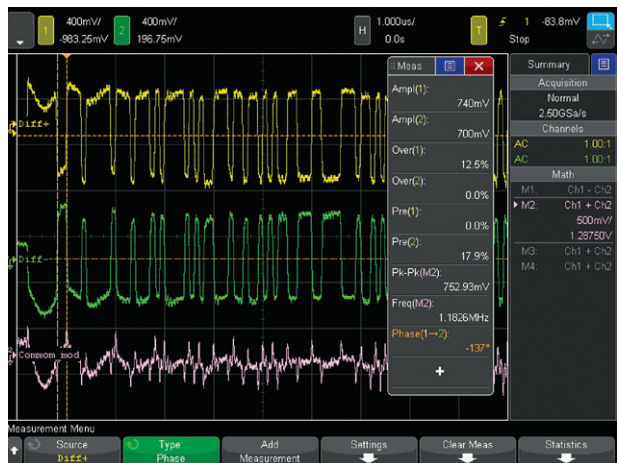 1 400mV/ -983.25mV
2 400mV/ 196.75mV
H 1.000us/ 0.0s
T 1 -83.8mV
Stop
Meas
Ampl(1):
740mV
Ampl(2):
700mV
Over(1):
12.5%
Over(2):
0.0%
Pre(1):
0.0%
Pre(2):
17.9%
Pk-Pk(M2):
752.93mV
Freq(M2):
1.1826MHz
Phase(1→2):
-137°
+
Summary
Acquisition
Normal
2.50GSa/s
Channels
AC 1.00:1
AC 1.00:1
Math
M1: Ch1 - Ch2
M2: Ch1 + Ch2
500mV/
1.28750V
M3: Ch1 + Ch2
M4: Ch1 + Ch2
Diff+
Diff-
Commom mod
Measurement Menu
Source
Diff+
Type:
Phase
Add
Measurement
Settings
Clear Meas
Statistics